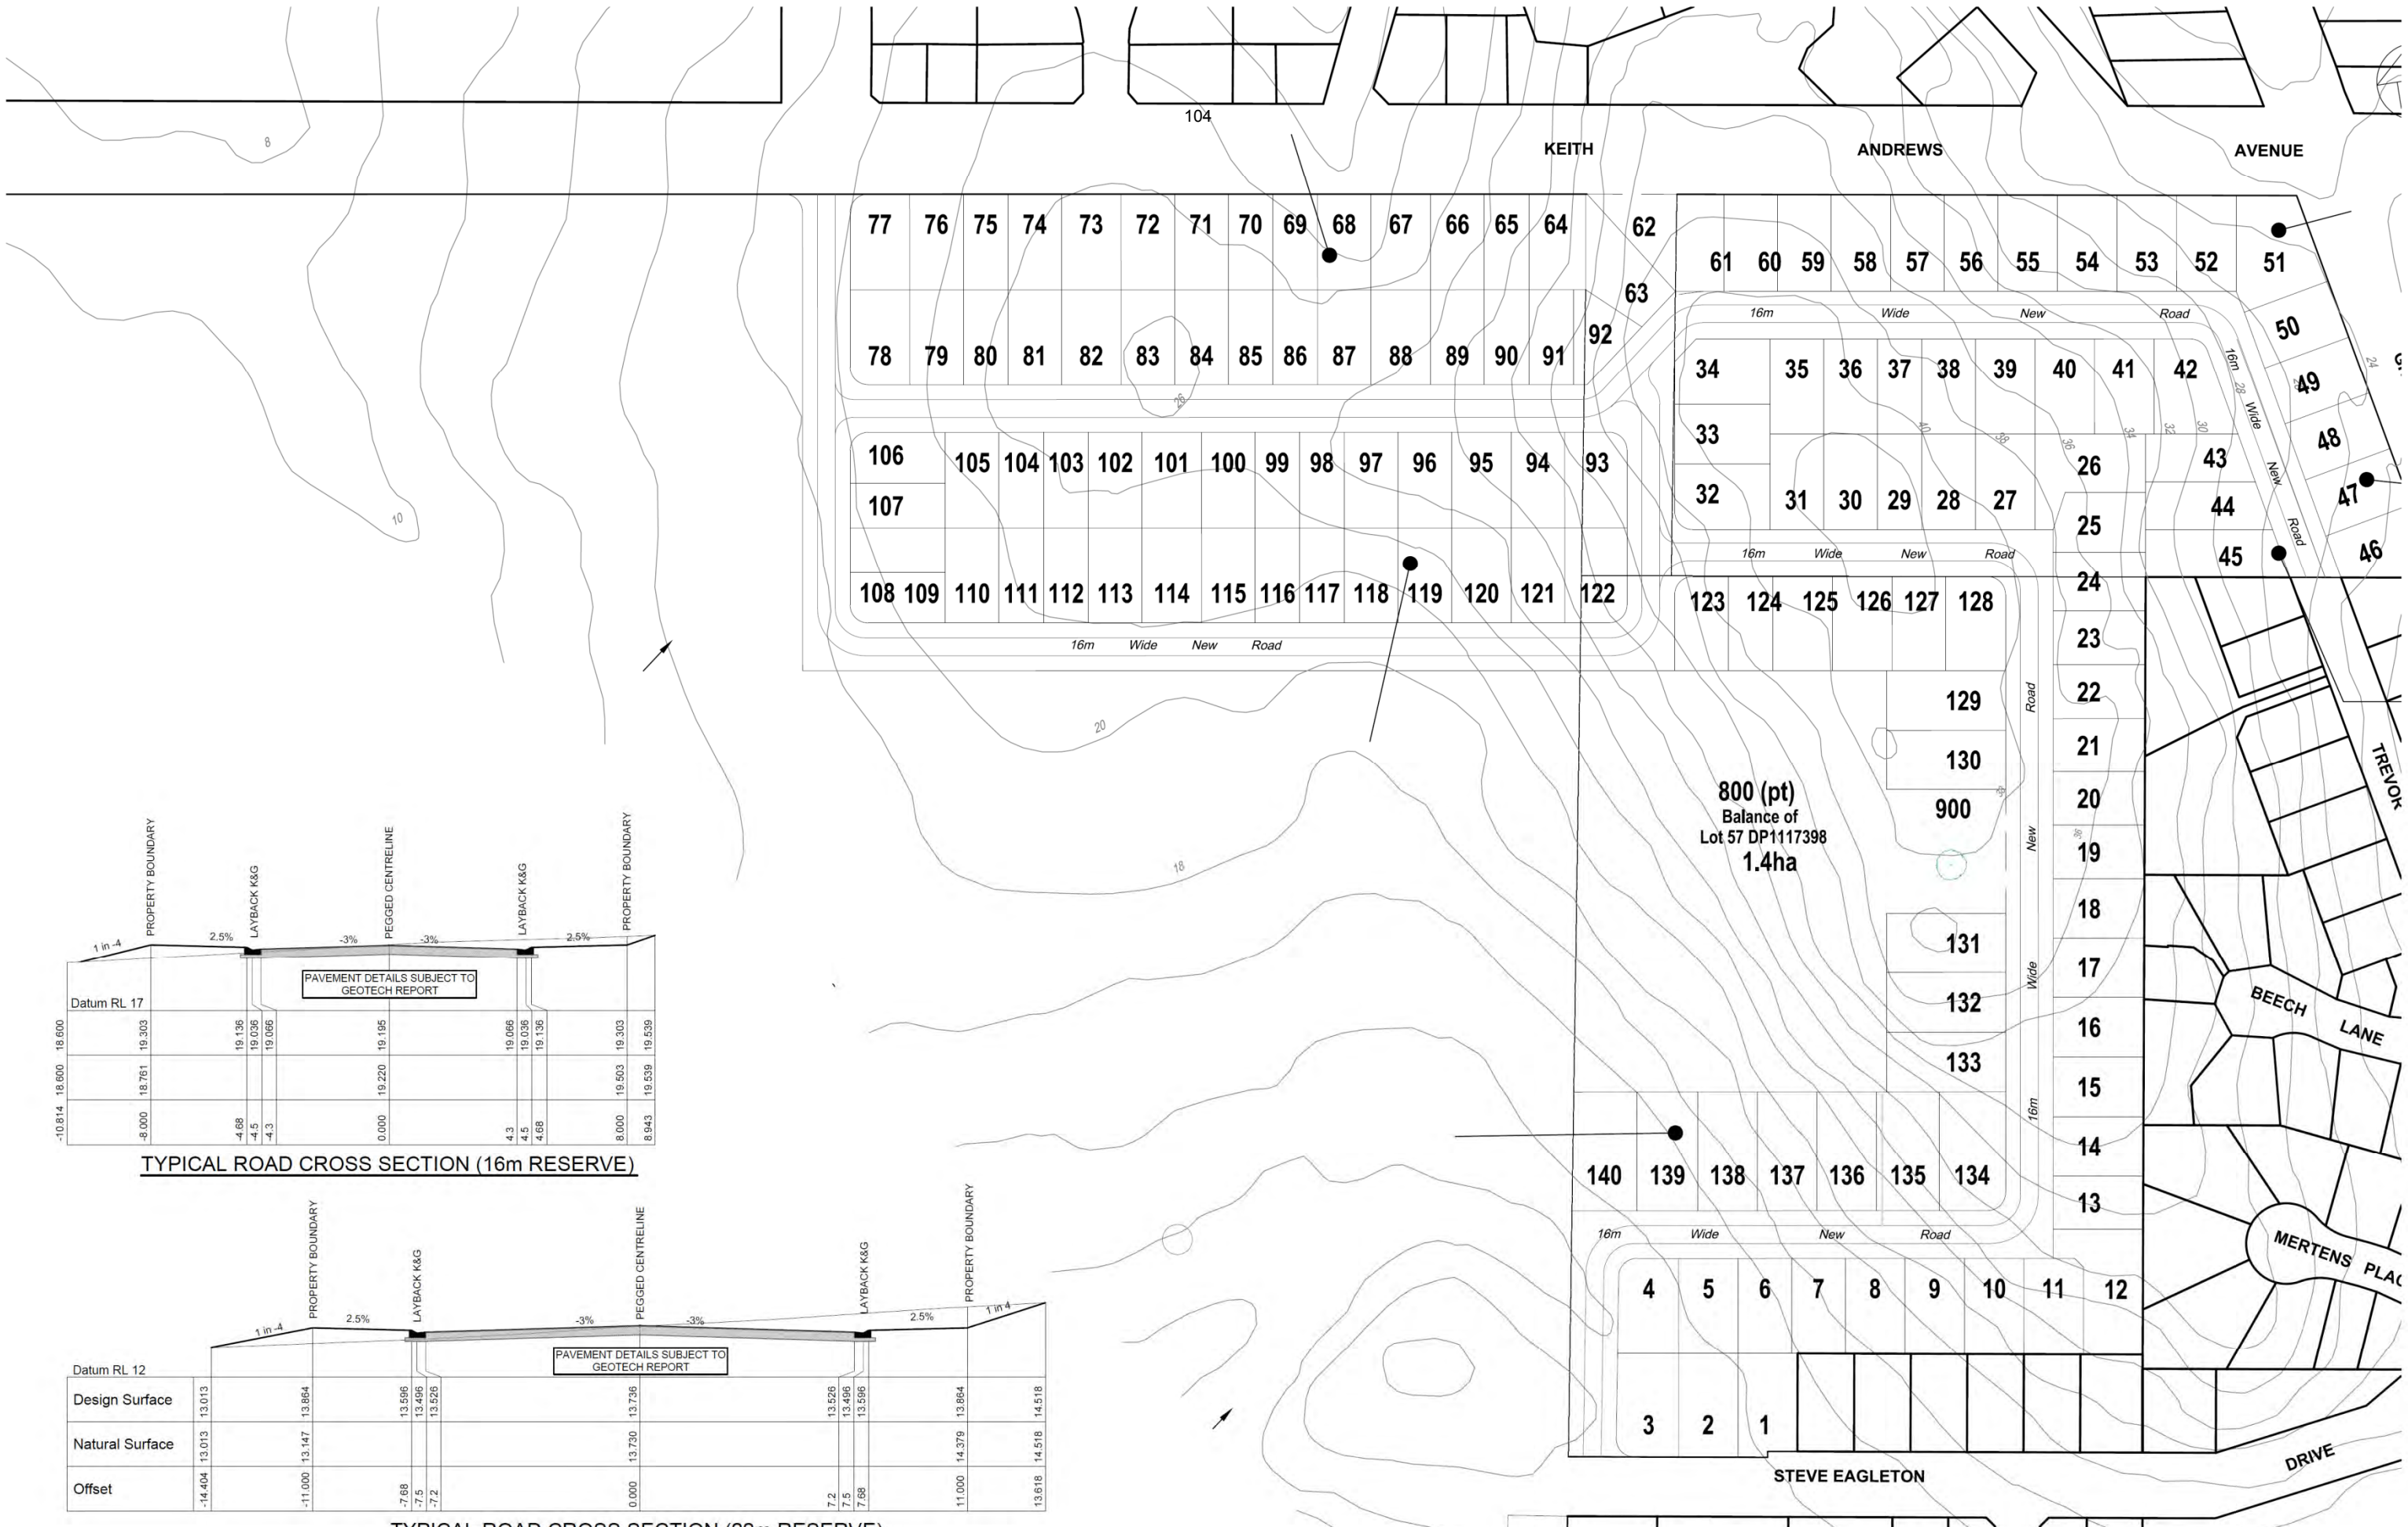 104
KEITH ANDREWS AVENUE
8
77 76 75 74 73 72 71 70 69 68 67 66 65 64 62
61 60 59 58 57 56 55 54 53 52 51
63
16m Wide New Road
50
92
78 79 80 81 82 83 84 85 86 87 88 89 90 91
34 35 36 37 38 39 40 41 42
16m Wide New Road
28
24
49
26
33
40 38 36 34 32 30
48
106 105 104 103 102 101 100 99 98 97 96 95 94 93
26 43
107
32 31 30 29 28 27
44
47
10
25
45
46
16m Wide New Road
24
108 109 110 111 112 113 114 115 116 117 118 119 120 121 122
123 124 125 126 127 128
16m Wide New Road
23
129
22
Road
20
130
21
TREVOR
800 (pt)
Balance of
Lot 57 DP1117398
1.4ha
900
20
New
19
18
18
131
17
Wide
132
16
BEECH LANE
133
15
16m
14
140 139 138 137 136 135 134
13
16m Wide New Road
MERTENS PLAC
4 5 6 7 8 9 10 11 12
3 2 1
STEVE EAGLETON DRIVE
PROPERTY BOUNDARY
LAYBACK K&G
PEGGED CENTRELINE
LAYBACK K&G
PROPERTY BOUNDARY
1 in -4 2.5% -3% -3% 2.5%
PAVEMENT DETAILS SUBJECT TO
GEOTECH REPORT
Datum RL 17
18.600 19.303 19.136 19.036 19.066 19.195 19.066 19.036 19.136 19.303 19.539
18.600 18.761 19.220 19.503 19.539
-10.814 -8.000 -4.68 -4.5 -4.3 0.000 4.3 4.5 4.68 8.000 8.943
TYPICAL ROAD CROSS SECTION (16m RESERVE)
PROPERTY BOUNDARY
LAYBACK K&G
PEGGED CENTRELINE
LAYBACK K&G
PROPERTY BOUNDARY
1 in -4 2.5% -3% -3% 2.5% 1 in 4
PAVEMENT DETAILS SUBJECT TO
GEOTECH REPORT
Datum RL 12
Design Surface 13.013 13.864 13.596 13.496 13.526 13.736 13.526 13.496 13.596 13.864 14.518
Natural Surface 13.013 13.147 13.730 14.379 14.518
Offset -14.404 -11.000 -7.68 -7.5 -7.2 0.000 7.2 7.5 7.68 11.000 13.618
TYPICAL ROAD CROSS SECTION